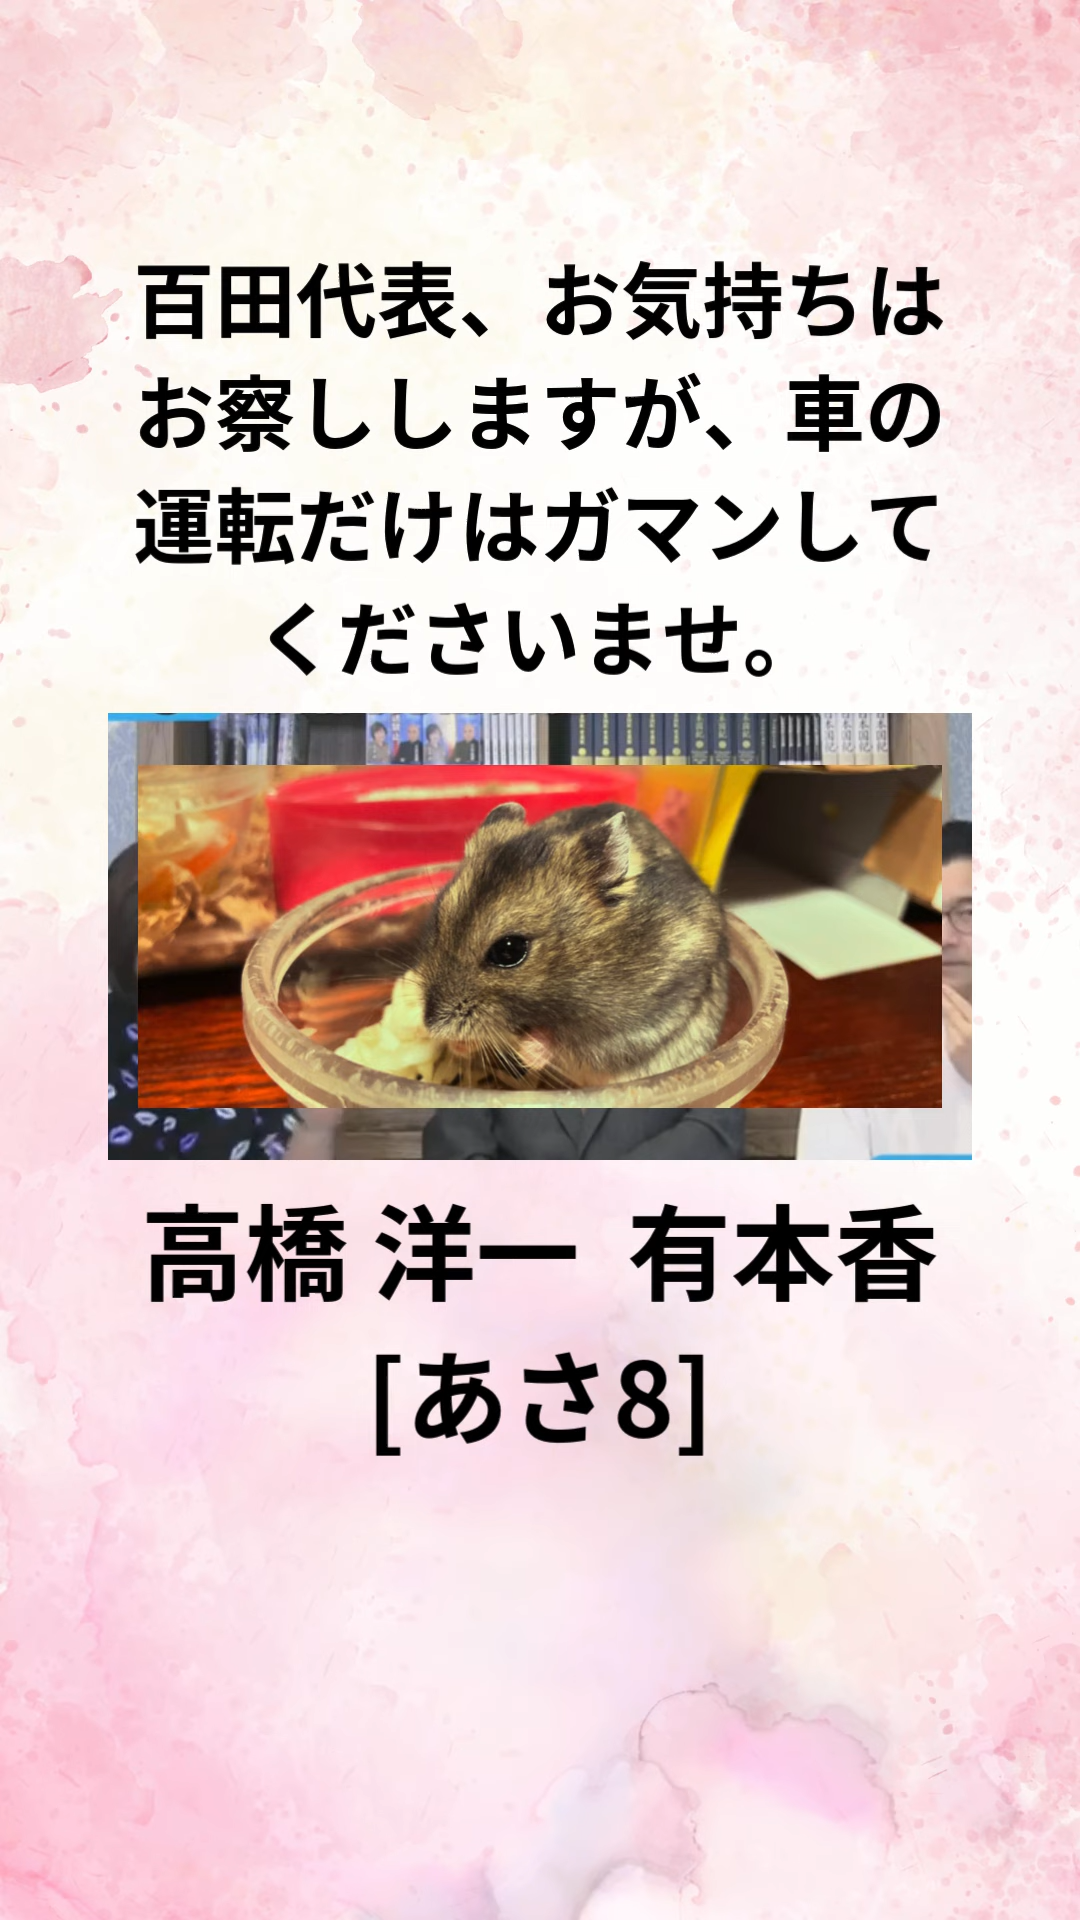 百田代表、お気持ちは
お察ししますが、車の
運転だけはガマンして
くださいませ。
高橋 洋一 有本香
[あさ8]